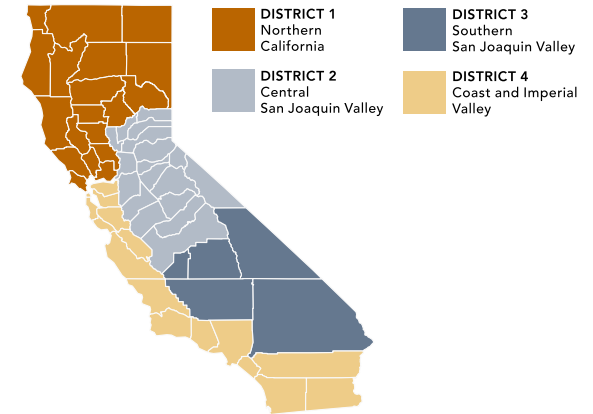 DISTRICT 1
Northern
California
DISTRICT 2
Central
San Joaquin Valley
DISTRICT 3
Southern
San Joaquin Valley
DISTRICT 4
Coast and Imperial
Valley